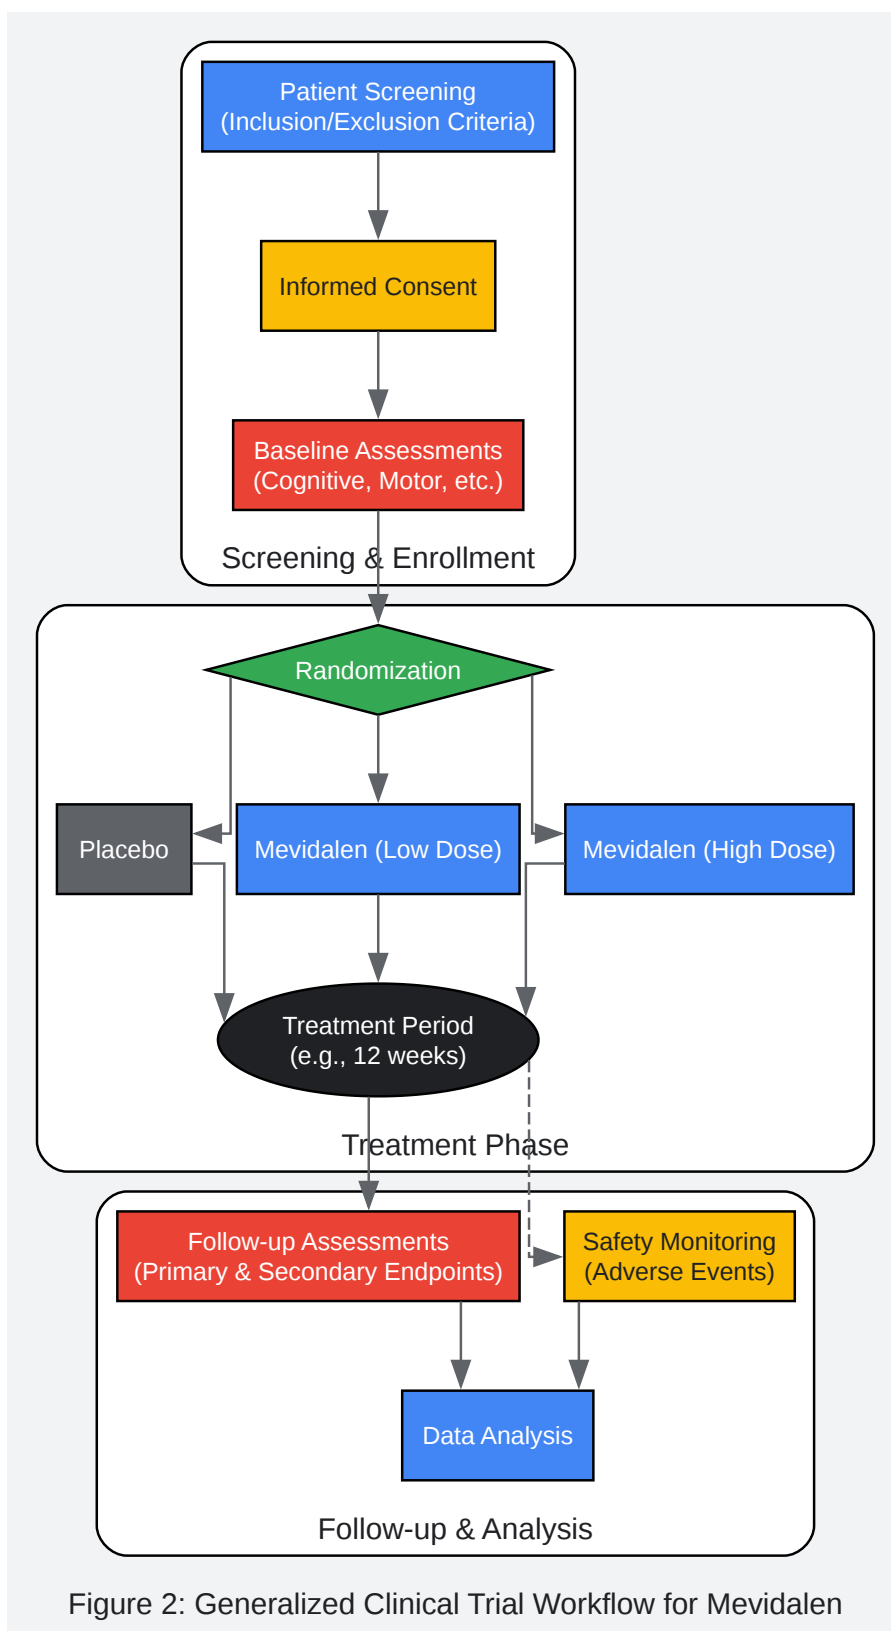 Patient Screening
(Inclusion/Exclusion Criteria)
Informed Consent
Baseline Assessments
(Cognitive, Motor, etc.)
Screening & Enrollment
Randomization
Placebo
Mevidalen (Low Dose)
Mevidalen (High Dose)
Treatment Period
(e.g., 12 weeks)
Treatment Phase
Follow-up Assessments
(Primary & Secondary Endpoints)
Safety Monitoring
(Adverse Events)
Data Analysis
Follow-up & Analysis
Figure 2: Generalized Clinical Trial Workflow for Mevidalen